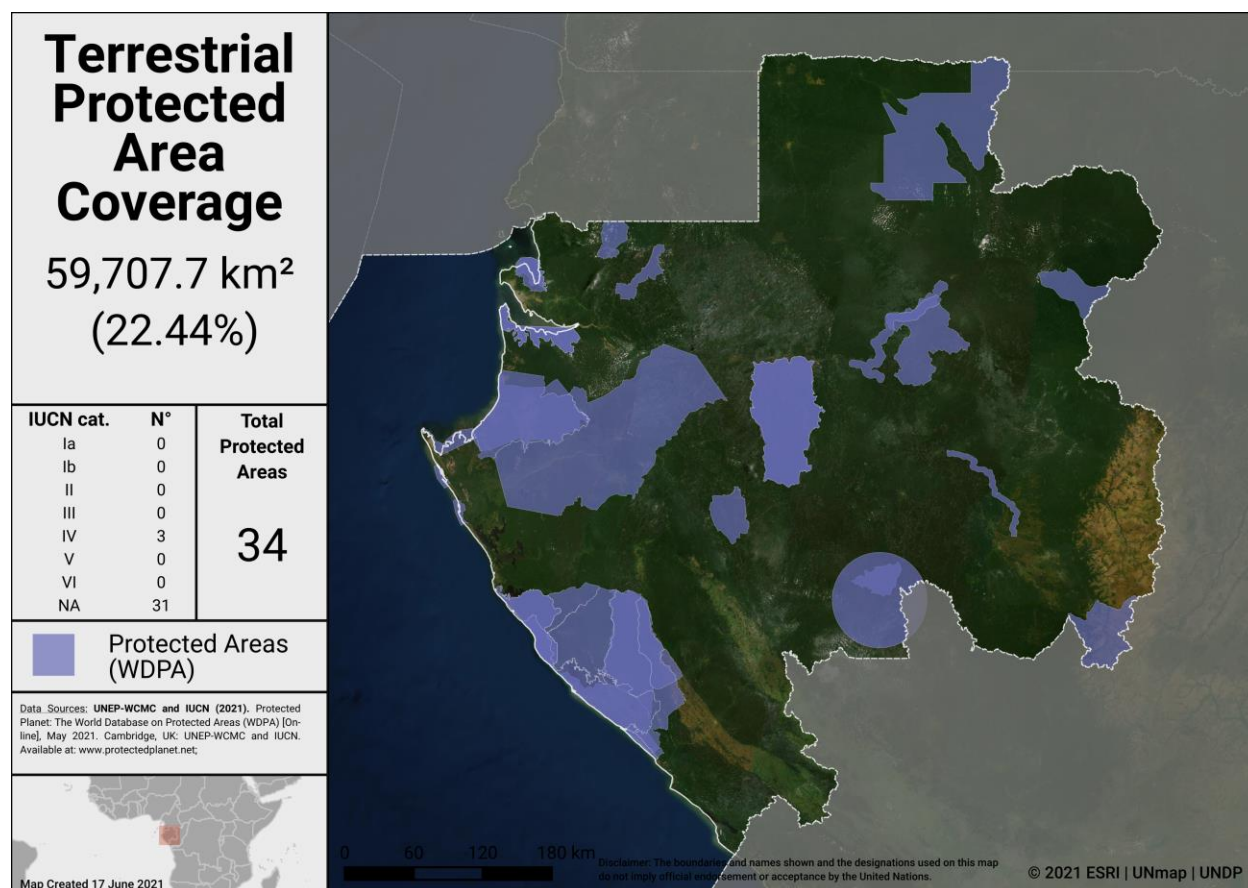 Terrestrial
Protected
Area
Coverage
59,707.7 km²
(22.44%)
IUCN cat. N°
Ia 0
Ib 0
II 0
III 0
IV 3
V 0
VI 0
NA 31
Total
Protected
Areas
34
Protected Areas
(WDPA)
Data Sources: UNEP-WCMC and IUCN (2021). Protected
Planet: The World Database on Protected Areas (WDPA) [On-
line], May 2021. Cambridge, UK: UNEP-WCMC and IUCN.
Available at: www.protectedplanet.net;
Map Created 17 June 2021
0 60 120 180 km
Disclaimer: The boundaries and names shown and the designations used on this map
do not imply official endorsement or acceptance by the United Nations.
© 2021 ESRI | UNmap | UNDP